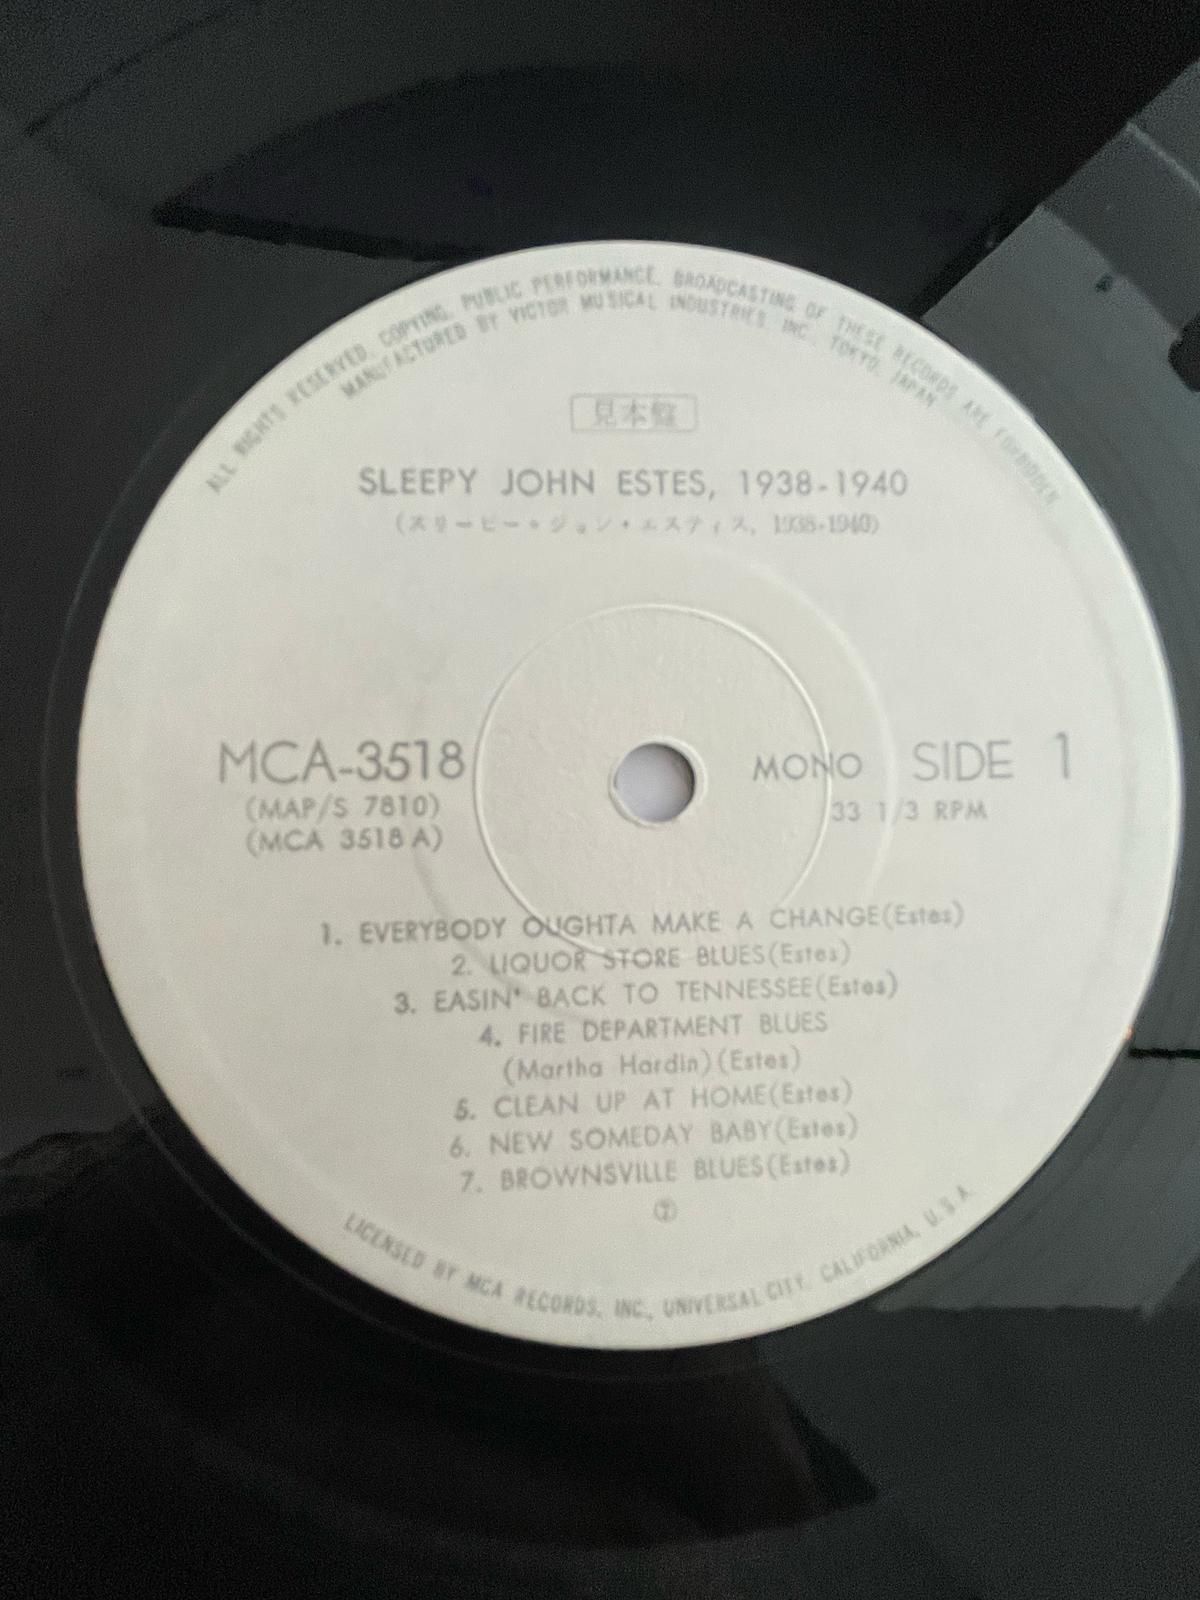 ALL RIGHTS RESERVED. COPYING, PUBLIC PERFORMANCE, BROADCASTING OF THESE RECORDS ARE FORBIDDEN
MANUFACTURED BY VICTOR MUSICAL INDUSTRIES, INC., TOKYO, JAPAN
見本盤
SLEEPY JOHN ESTES, 1938-1940
(スリーピー・ジョン・エスティス, 1938-1940)
MCA-3518
(MAP/S 7810)
(MCA 3518 A)
MONO SIDE 1
33 1/3 RPM
1. EVERYBODY OUGHTA MAKE A CHANGE(Estes)
2. LIQUOR STORE BLUES(Estes)
3. EASIN' BACK TO TENNESSEE(Estes)
4. FIRE DEPARTMENT BLUES
(Martha Hardin)(Estes)
5. CLEAN UP AT HOME(Estes)
6. NEW SOMEDAY BABY(Estes)
7. BROWNSVILLE BLUES(Estes)
LICENSED BY MCA RECORDS, INC., UNIVERSAL CITY, CALIFORNIA, U.S.A.